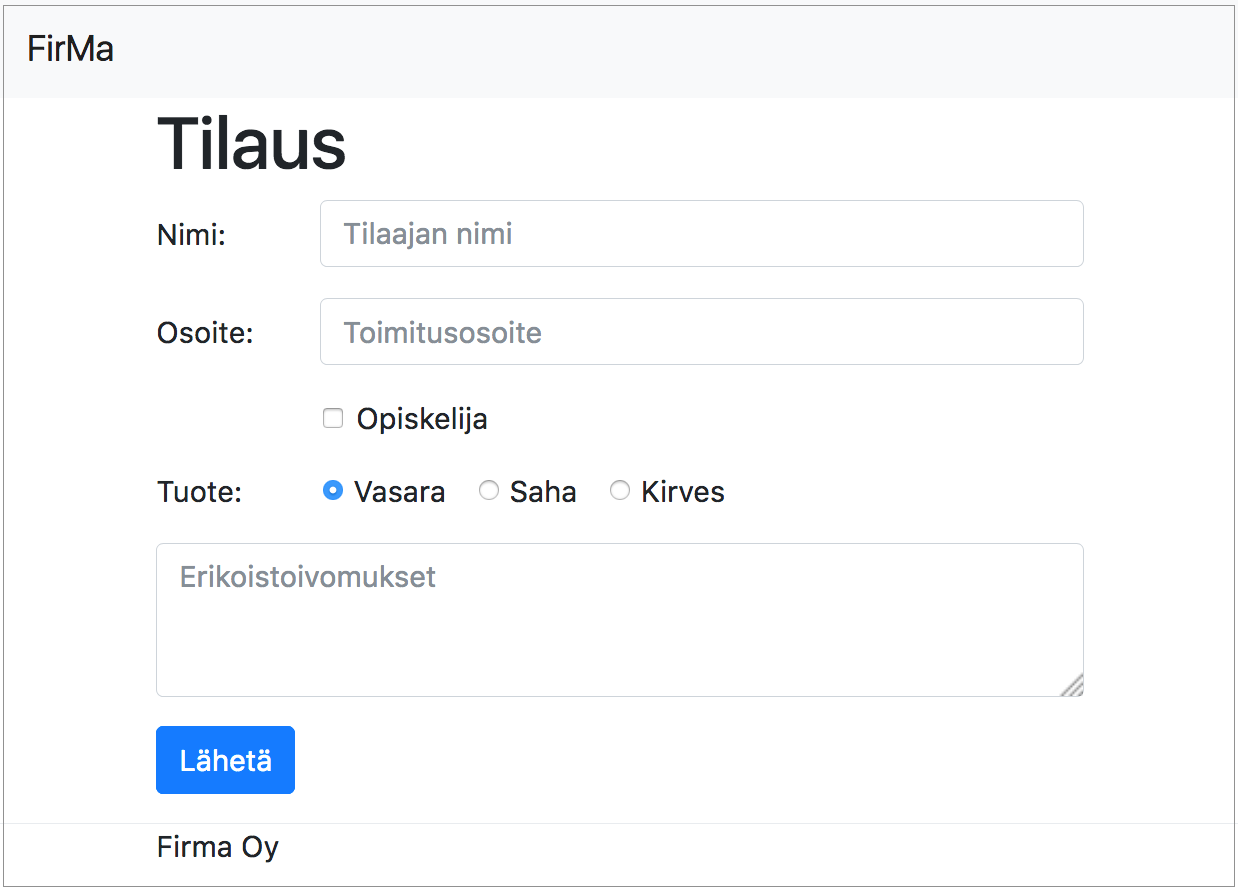 FirMa
Tilaus
Nimi: Tilaajan nimi
Osoite: Toimitusosoite
Opiskelija
Tuote: Vasara Saha Kirves
Erikoistoivomukset
Lähetä
Firma Oy